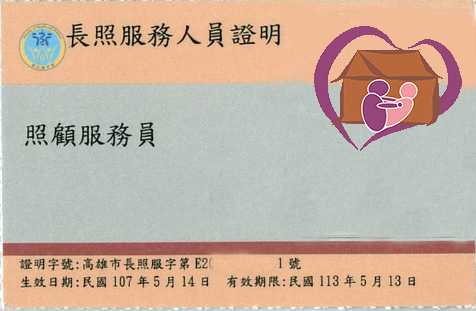 長照服務人員證明
照顧服務員
證明字號:高雄市長照服字第E20 1號
生效日期:民國107年5月14日 有效期限:民國113年5月13日